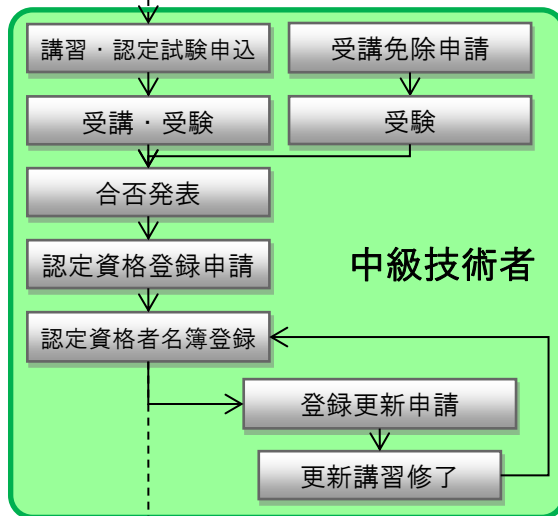 講習・認定試験申込
受講免除申請
受講・受験
受験
合否発表
認定資格登録申請
中級技術者
認定資格者名簿登録
登録更新申請
更新講習修了